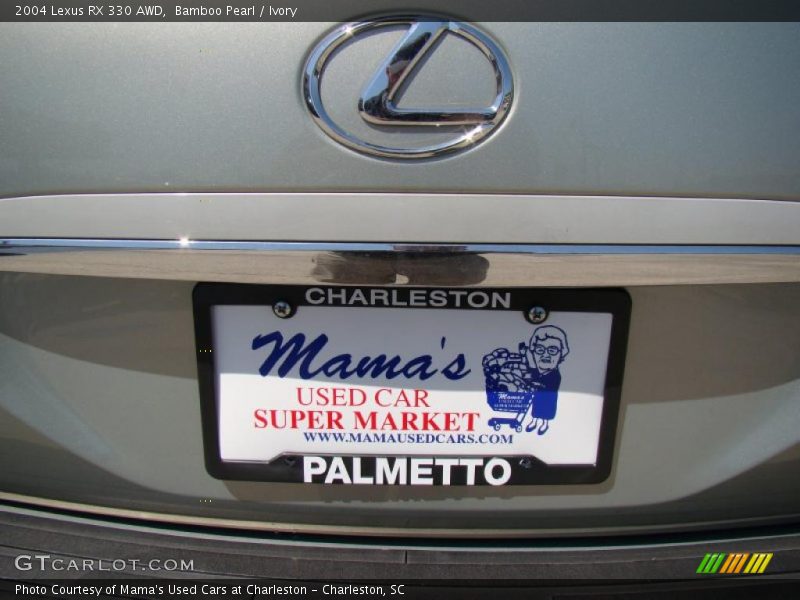 2004 Lexus RX 330 AWD, Bamboo Pearl / Ivory
CHARLESTON
Mama's
USED CAR
SUPER MARKET
WWW.MAMAUSEDCARS.COM
Mama's
PALMETTO
GTCARLOT.COM
Photo Courtesy of Mama's Used Cars at Charleston - Charleston, SC